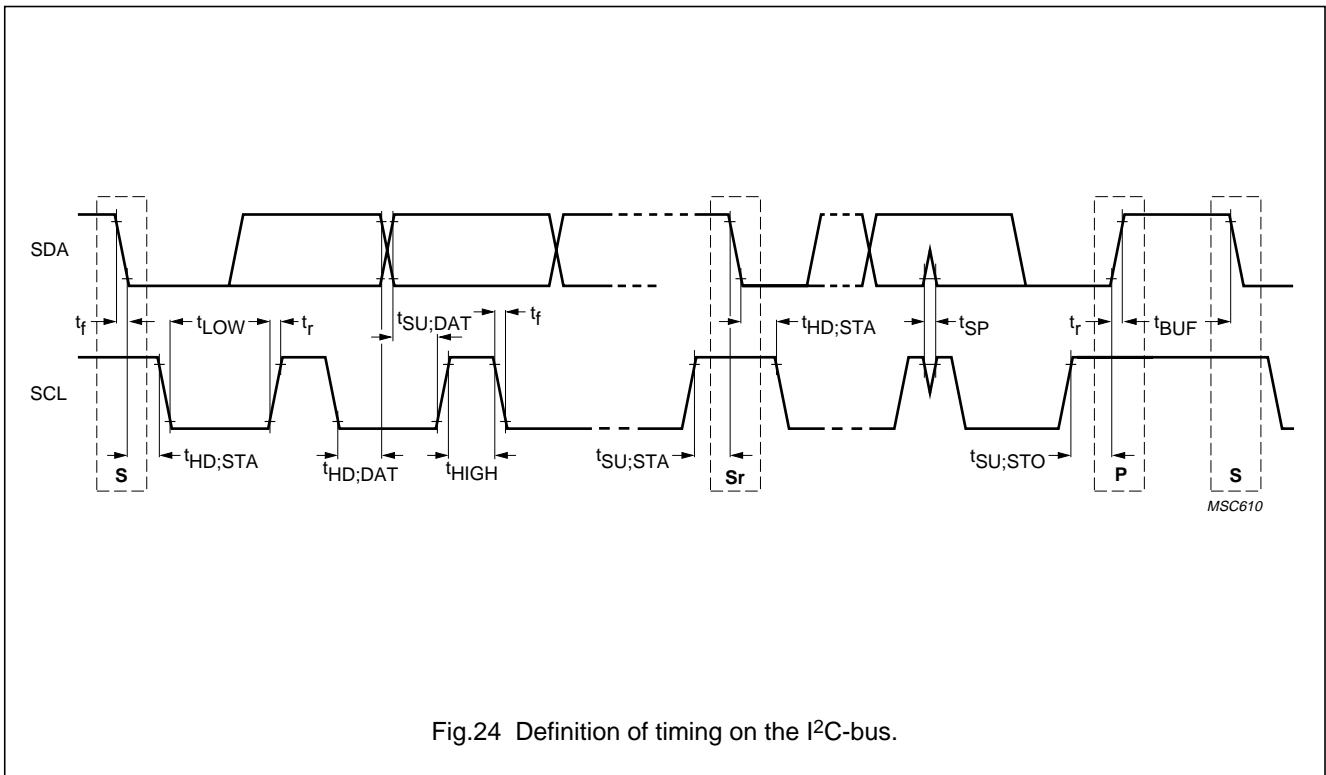 SDA
tf
tLOW
tr
tSU;DAT
tf
tHD;STA
tSP
tr
tBUF
SCL
S
tHD;STA
tHD;DAT
tHIGH
tSU;STA
Sr
tSU;STO
P
S
MSC610
Fig.24 Definition of timing on the I²C-bus.